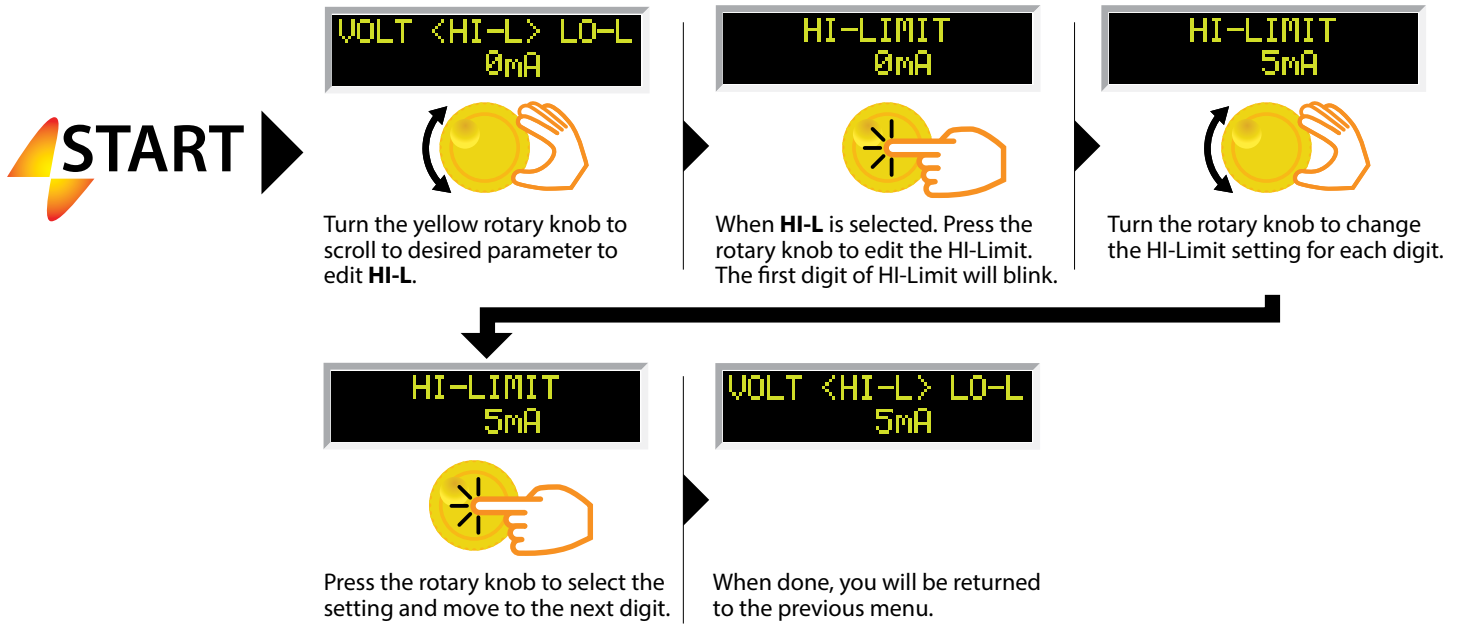 START
VOLT <HI-L> LO-L
0mA
Turn the yellow rotary knob to
scroll to desired parameter to
edit HI-L.
HI-LIMIT
0mA
When HI-L is selected. Press the
rotary knob to edit the HI-Limit.
The first digit of HI-Limit will blink.
HI-LIMIT
5mA
Turn the rotary knob to change
the HI-Limit setting for each digit.
HI-LIMIT
5mA
Press the rotary knob to select the
setting and move to the next digit.
VOLT <HI-L> LO-L
5mA
When done, you will be returned
to the previous menu.